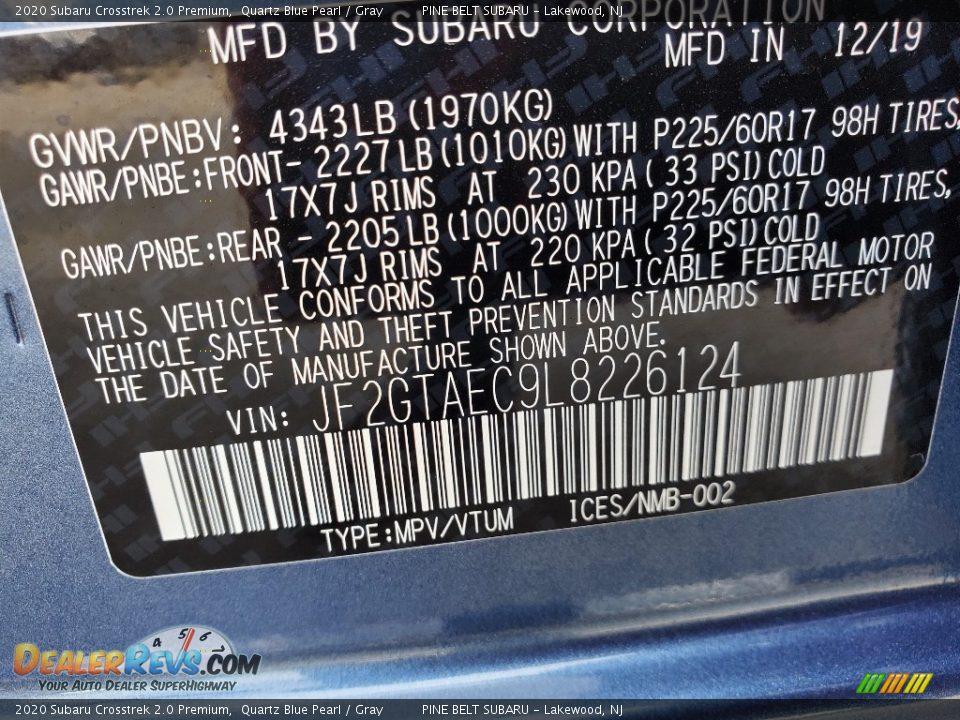 2020 Subaru Crosstrek 2.0 Premium, Quartz Blue Pearl / Gray PINE BELT SUBARU - Lakewood, NJ
MFD BY SUBARU CORPORATION
MFD IN 12/19
GVWR/PNBV: 4343LB(1970KG)
GAWR/PNBE:FRONT- 2227LB(1010KG)WITH P225/60R17 98H TIRES,
17X7J RIMS AT 230 KPA( 33 PSI)COLD
GAWR/PNBE:REAR - 2205LB(1000KG)WITH P225/60R17 98H TIRES,
17X7J RIMS AT 220 KPA( 32 PSI)COLD
THIS VEHICLE CONFORMS TO ALL APPLICABLE FEDERAL MOTOR
VEHICLE SAFETY AND THEFT PREVENTION STANDARDS IN EFFECT ON
THE DATE OF MANUFACTURE SHOWN ABOVE.
VIN: JF2GTAEC9L8226124
TYPE:MPV/VTUM ICES/NMB-002
4 5 6
DEALERREVS.COM
YOUR AUTO DEALER SUPERHIGHWAY
2020 Subaru Crosstrek 2.0 Premium, Quartz Blue Pearl / Gray PINE BELT SUBARU - Lakewood, NJ